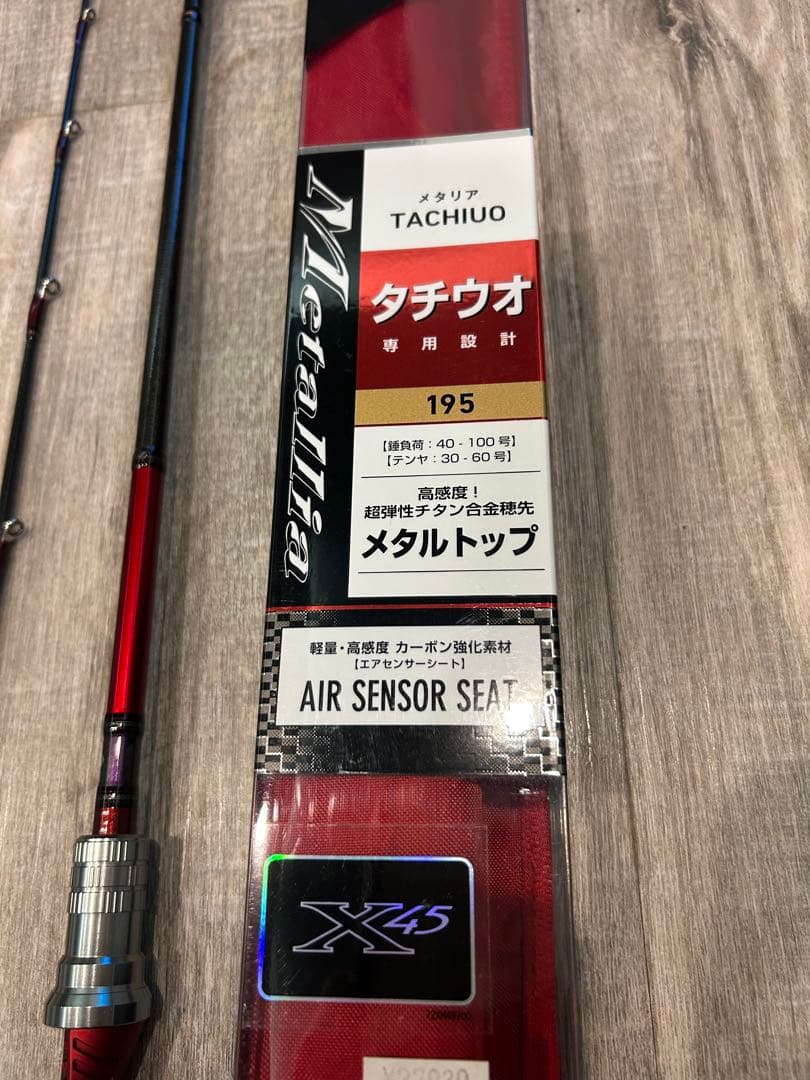 Metallia
メタリア
TACHIUO
タチウオ
専用設計
195
【錘負荷：40 - 100号】
【テンヤ：30 - 60号】
高感度！
超弾性チタン合金穂先
メタルトップ
軽量・高感度 カーボン強化素材
【エアセンサーシート】
AIR SENSOR SEAT
X45